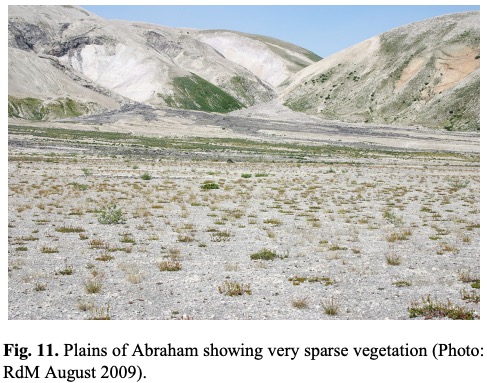 Fig. 11. Plains of Abraham showing very sparse vegetation (Photo:
RdM August 2009).